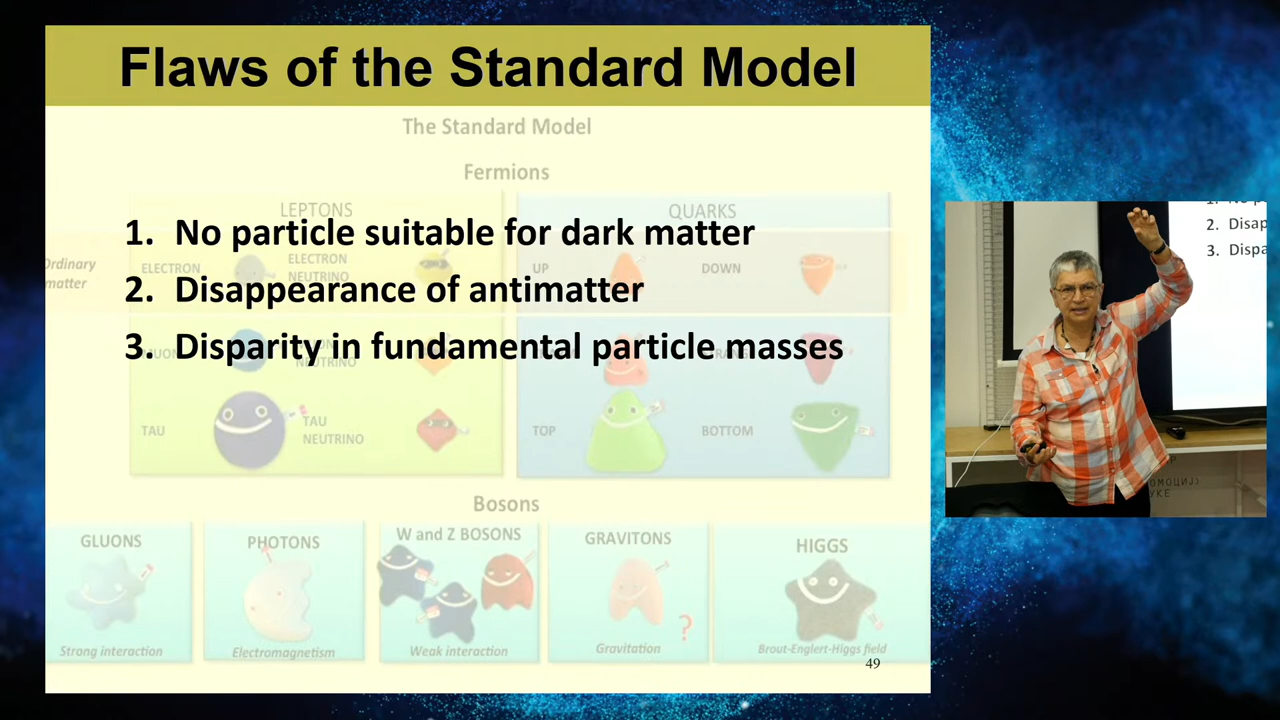 Flaws of the Standard Model
The Standard Model
Fermions
LEPTONS
QUARKS
1. No particle suitable for dark matter
Ordinary
matter
ELECTRON
ELECTRON
NEUTRINO
UP
DOWN
2. Disappearance of antimatter
3. Disparity in fundamental particle masses
NEUTRINO
TAU
TAU
NEUTRINO
TOP
BOTTOM
Bosons
GLUONS
PHOTONS
W and Z BOSONS
GRAVITONS
HIGGS
?
Strong interaction
Electromagnetism
Weak interaction
Gravitation
Brout-Englert-Higgs field
49
2. Disap
3. Dispa